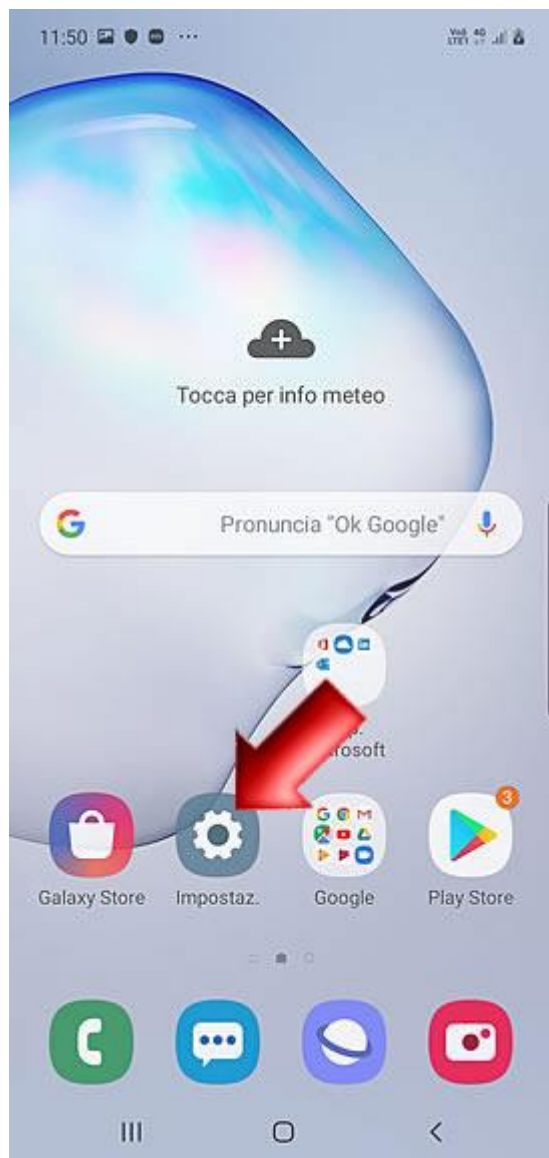 11:50
Tocca per info meteo
Pronuncia "Ok Google"
3
Galaxy Store
Impostaz.
Google
Play Store